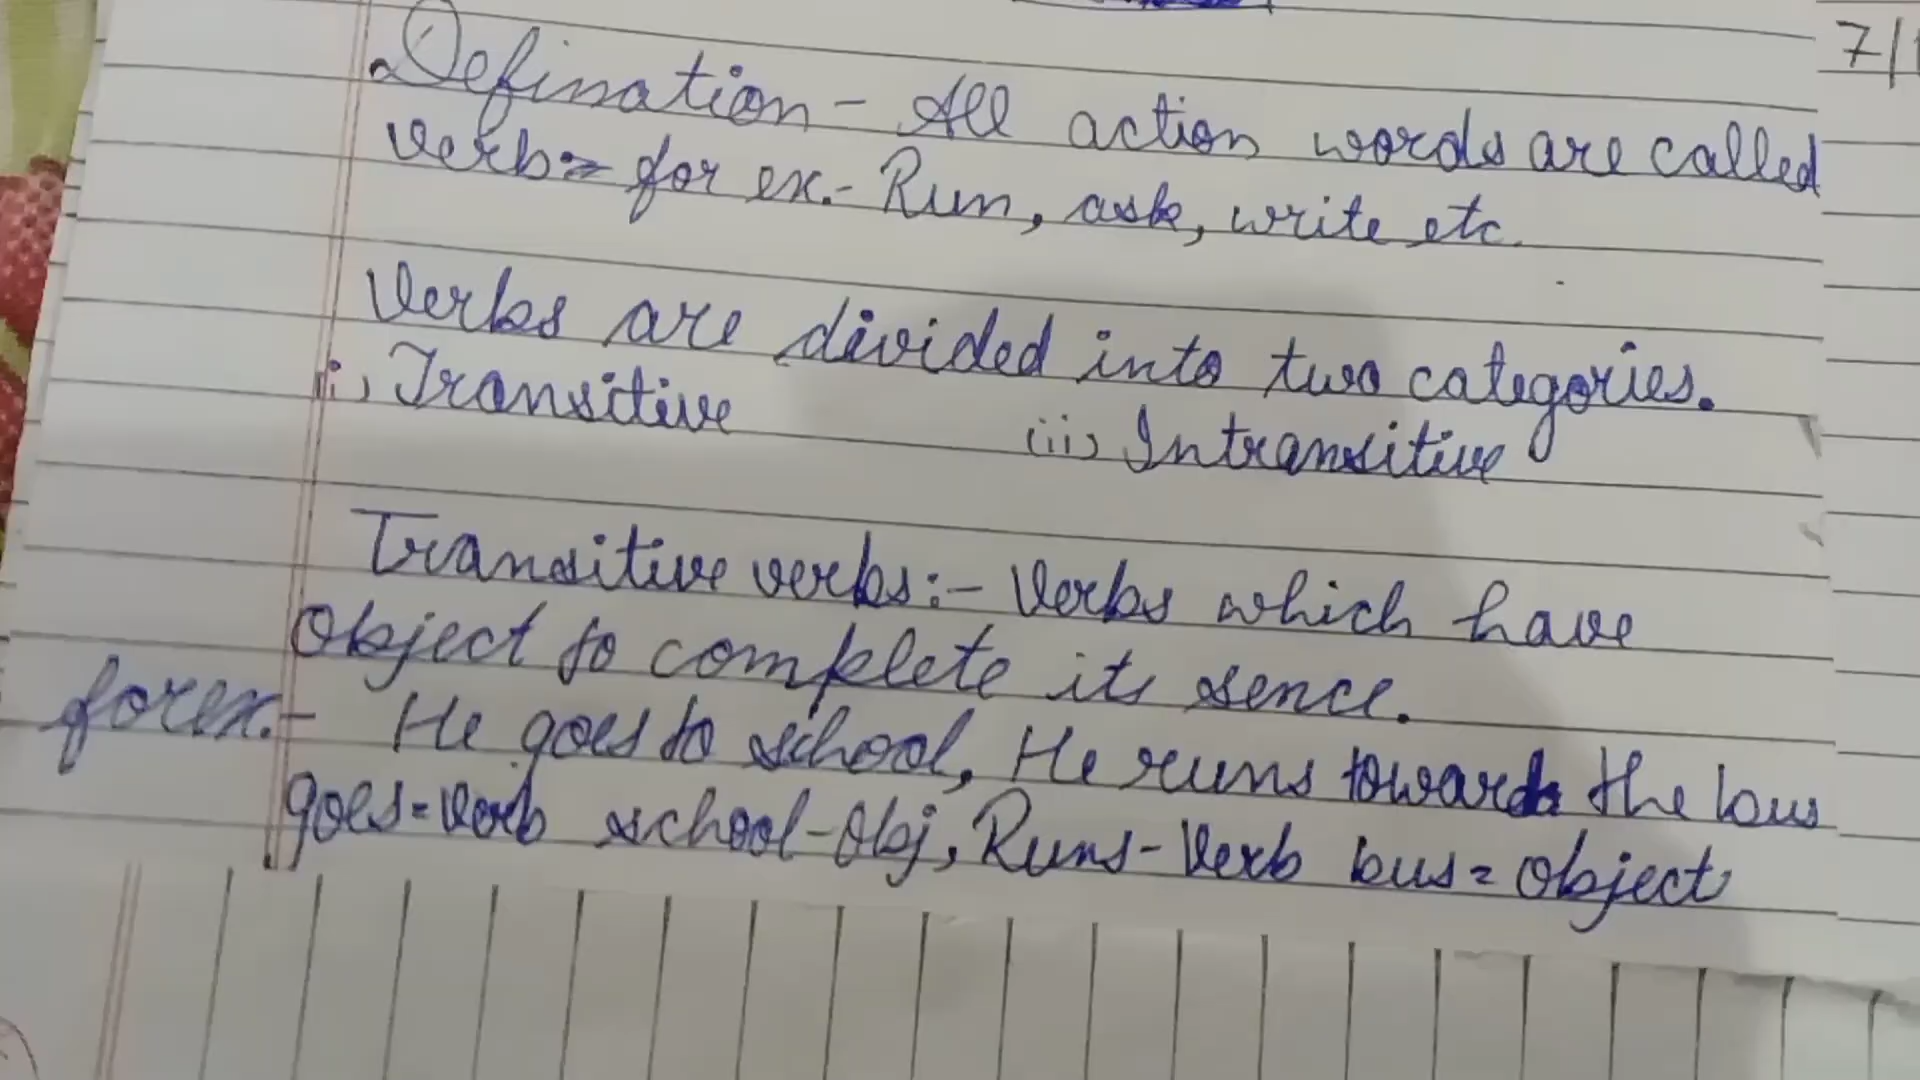 7/
Defination - All action words are called
verb:- for ex.- Run, ask, write etc.
Verbs are divided into two categories.
(i) Transitive (ii) Intransitive
Transitive verbs:- Verbs which have
Object to complete its sence.
for ex.- He goes to school, He runs towards the bus
goes=Verb school-Obj, Runs-Verb bus=object